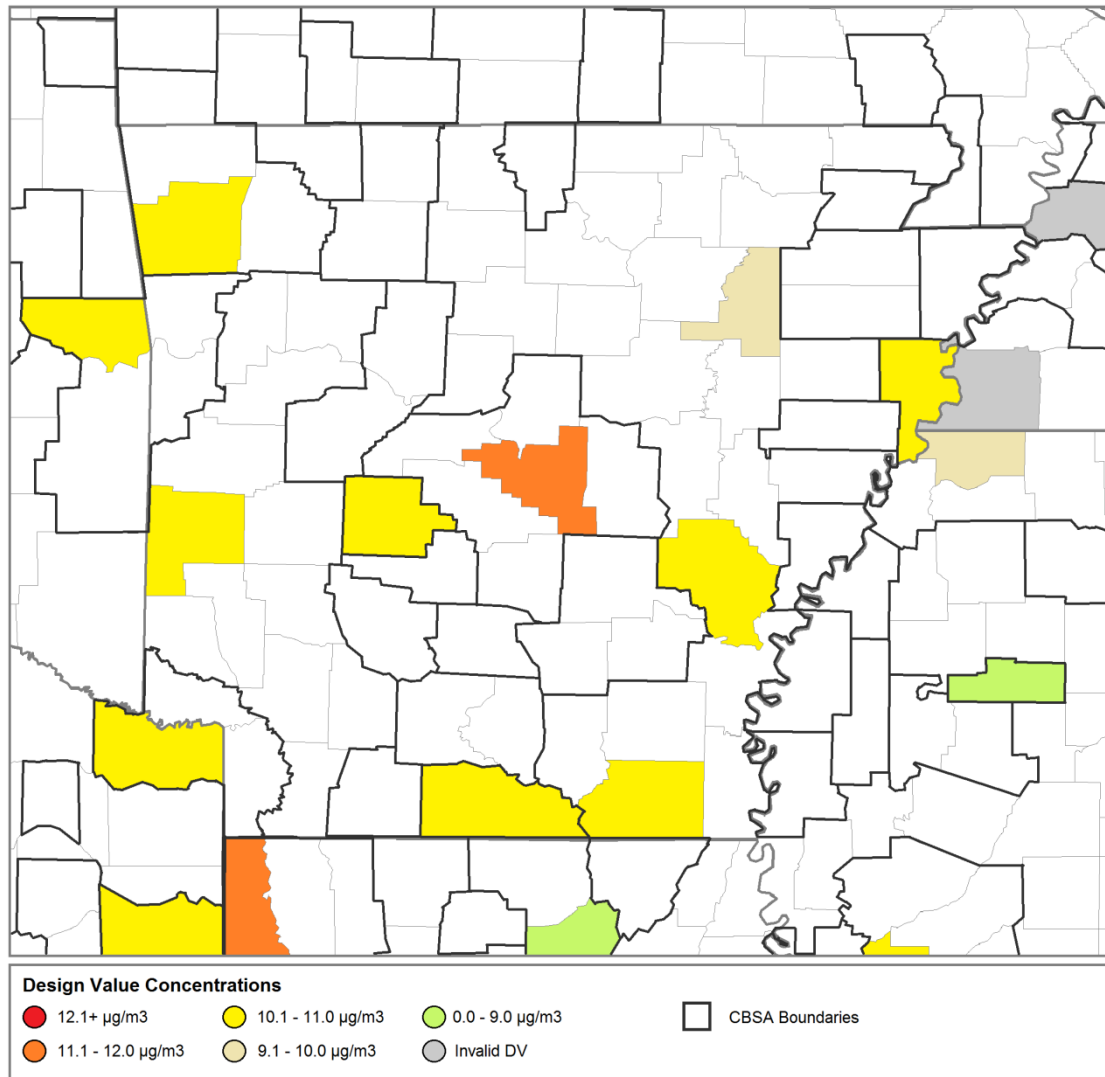 Design Value Concentrations
12.1+ µg/m3
10.1 - 11.0 µg/m3
0.0 - 9.0 µg/m3
CBSA Boundaries
11.1 - 12.0 µg/m3
9.1 - 10.0 µg/m3
Invalid DV